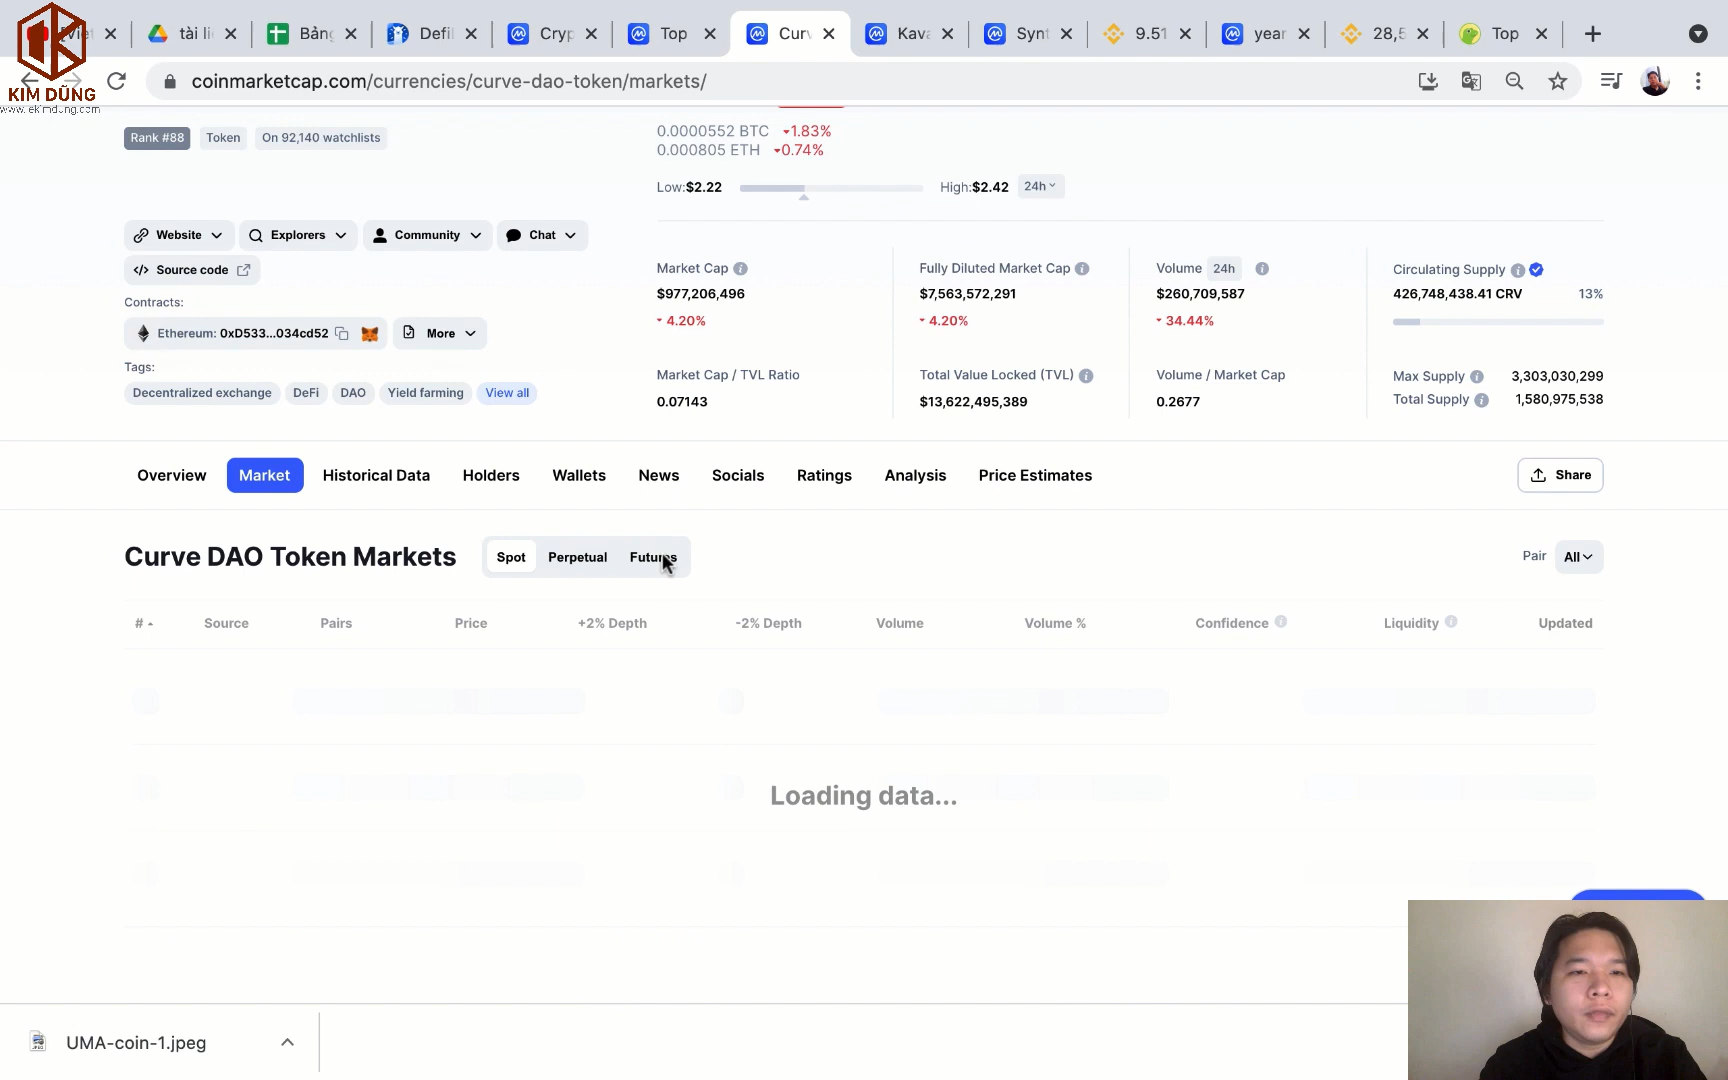 [Việt
tài li
Bảng
Defil
Cryp
Top
Curv
Kava
Synt
9.51
year
28,5
Top
KIM DŨNG
www.ekimdung.com
coinmarketcap.com/currencies/curve-dao-token/markets/
Rank #88
Token
On 92,140 watchlists
0.0000552 BTC
1.83%
0.000805 ETH
0.74%
Low:$2.22
High:$2.42
24h
Website
Explorers
Community
Chat
Source code
Contracts:
Ethereum: 0xD533...034cd52
More
Tags:
Decentralized exchange
DeFi
DAO
Yield farming
View all
Market Cap
$977,206,496
4.20%
Fully Diluted Market Cap
$7,563,572,291
4.20%
Volume 24h
$260,709,587
34.44%
Circulating Supply
426,748,438.41 CRV
13%
Market Cap / TVL Ratio
0.07143
Total Value Locked (TVL)
$13,622,495,389
Volume / Market Cap
0.2677
Max Supply
3,303,030,299
Total Supply
1,580,975,538
Overview
Market
Historical Data
Holders
Wallets
News
Socials
Ratings
Analysis
Price Estimates
Share
Curve DAO Token Markets
Spot
Perpetual
Futures
Pair
All
#
Source
Pairs
Price
+2% Depth
-2% Depth
Volume
Volume %
Confidence
Liquidity
Updated
Loading data...
UMA-coin-1.jpeg